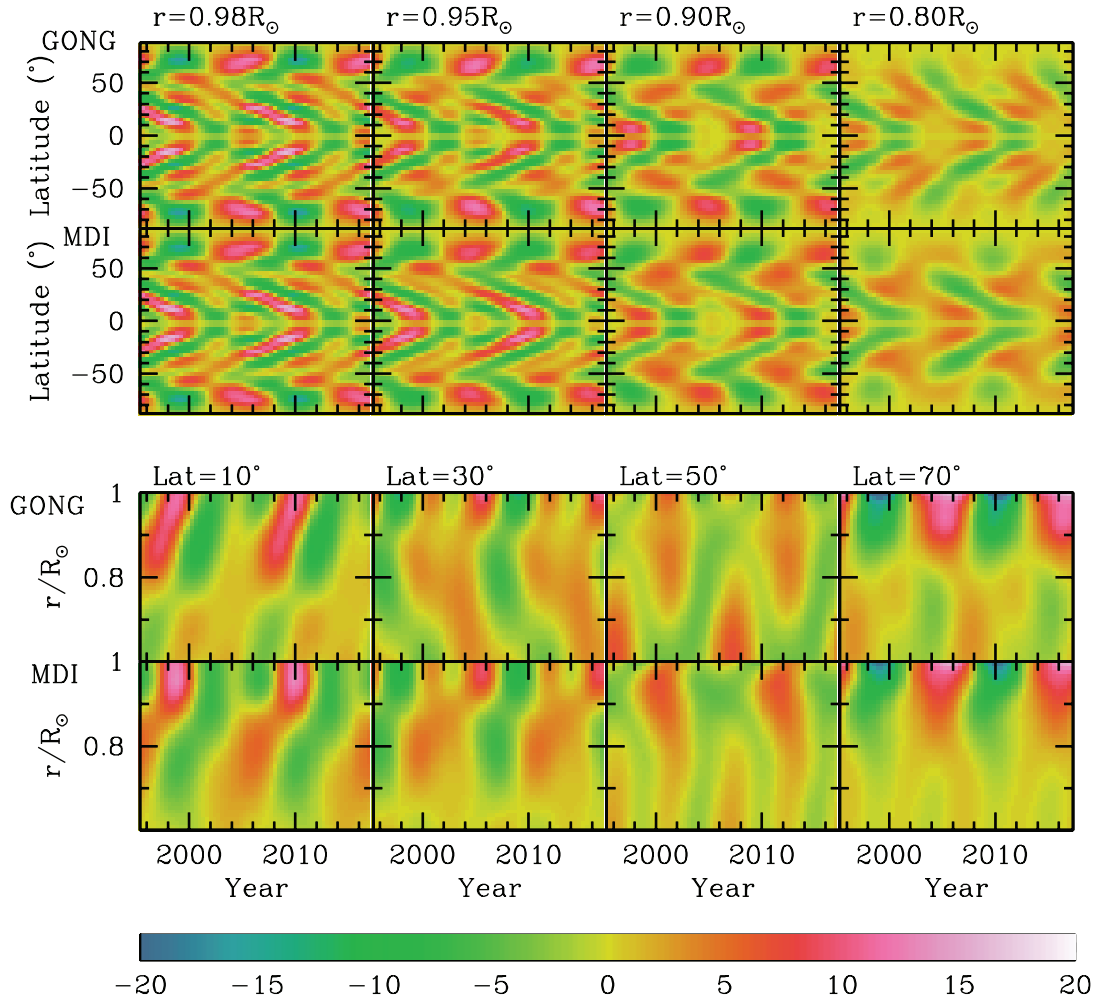 r=0.98R☉ r=0.95R☉ r=0.90R☉ r=0.80R☉
GONG
Latitude (°)
50
0
−50
MDI
Latitude (°)
50
0
−50
Lat=10° Lat=30° Lat=50° Lat=70°
GONG
r/R☉
1
0.8
MDI
r/R☉
1
0.8
2000 2010 2000 2010 2000 2010 2000 2010
Year Year Year Year
−20 −15 −10 −5 0 5 10 15 20